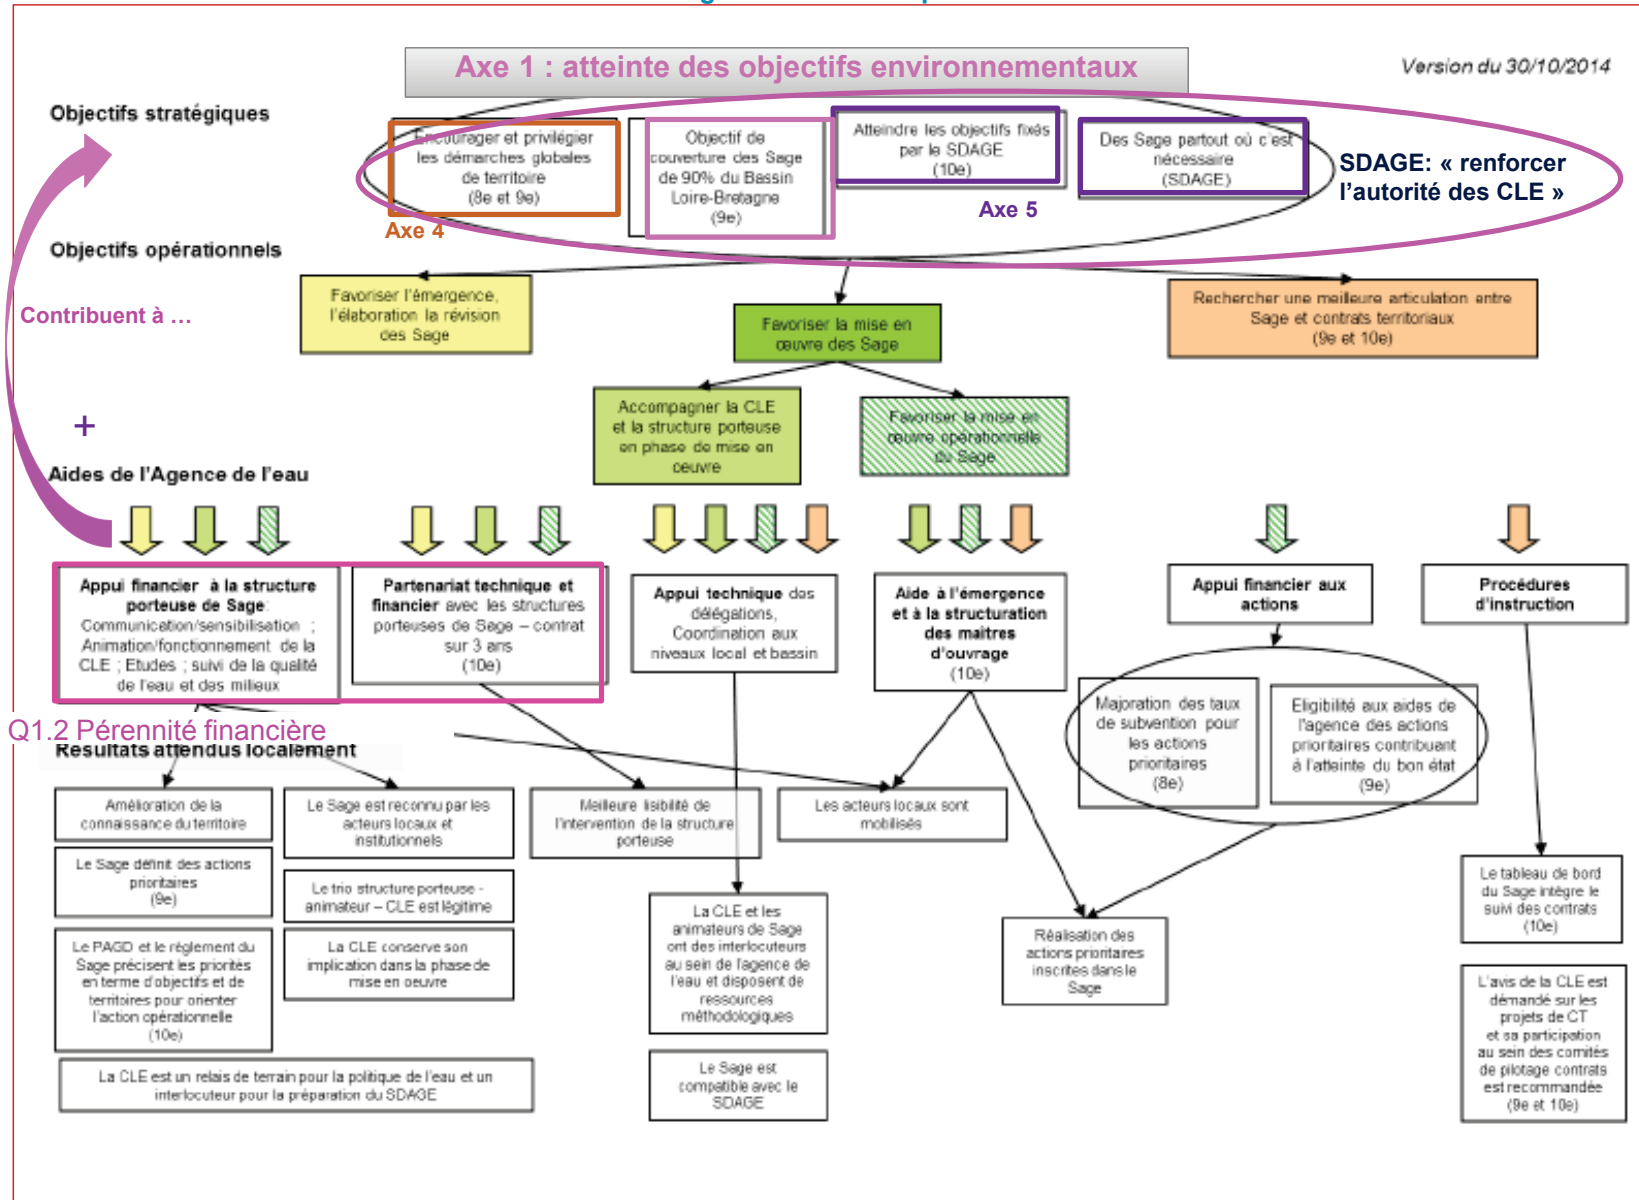 Axe 1 : atteinte des objectifs environnementaux
Version du 30/10/2014
Objectifs stratégiques
Encourager et privilégier
les démarches globales
de territoire
(8e et 9e)
Axe 4
Objectif de
couverture des Sage
de 90% du Bassin
Loire-Bretagne
(9e)
Atteindre les objectifs fixés
par le SDAGE
(10e)
Axe 5
Des Sage partout où c'est
nécessaire
(SDAGE)
SDAGE: « renforcer
l'autorité des CLE »
Objectifs opérationnels
Contribuent à ...
Favoriser l'émergence,
l'élaboration la révision
des Sage
Favoriser la mise en
œuvre des Sage
Rechercher une meilleure articulation entre
Sage et contrats territoriaux
(9e et 10e)
Accompagner la CLE
et la structure porteuse
en phase de mise en
oeuvre
Favoriser la mise en
œuvre opérationnelle
du Sage
+
Aides de l'Agence de l'eau
Appui financier à la structure
porteuse de Sage:
Communication/sensibilisation ;
Animation/fonctionnement de la
CLE ; Etudes ; suivi de la qualité
de l'eau et des milieux
Partenariat technique et
financier avec les structures
porteuses de Sage – contrat
sur 3 ans
(10e)
Appui technique des
délégations,
Coordination aux
niveaux local et bassin
Aide à l'émergence
et à la structuration
des maîtres
d'ouvrage
(10e)
Appui financier aux
actions
Procédures
d'instruction
Majoration des taux
de subvention pour
les actions
prioritaires
(8e)
Eligibilité aux aides de
l'agence des actions
prioritaires contribuant
à l'atteinte du bon état
(9e)
Q1.2 Pérennité financière
Résultats attendus localement
Amélioration de la
connaissance du territoire
Le Sage est reconnu par les
acteurs locaux et
institutionnels
Meilleure lisibilité de
l'intervention de la structure
porteuse
Les acteurs locaux sont
mobilisés
Le Sage définit des actions
prioritaires
(9e)
Le trio structure porteuse -
animateur – CLE est légitime
Le PAGD et le règlement du
Sage précisent les priorités
en terme d'objectifs et de
territoires pour orienter
l'action opérationnelle
(10e)
La CLE conserve son
implication dans la phase de
mise en oeuvre
La CLE est un relais de terrain pour la politique de l'eau et un
interlocuteur pour la préparation du SDAGE
La CLE et les
animateurs de Sage
ont des interlocuteurs
au sein de l'agence de
l'eau et disposent de
ressources
méthodologiques
Le Sage est
compatible avec le
SDAGE
Réalisation des
actions prioritaires
inscrites dans le
Sage
Le tableau de bord
du Sage intègre le
suivi des contrats
(10e)
L'avis de la CLE est
démandé sur les
projets de CT
et sa participation
au sein des comités
de pilotage contrats
est recommandée
(9e et 10e)